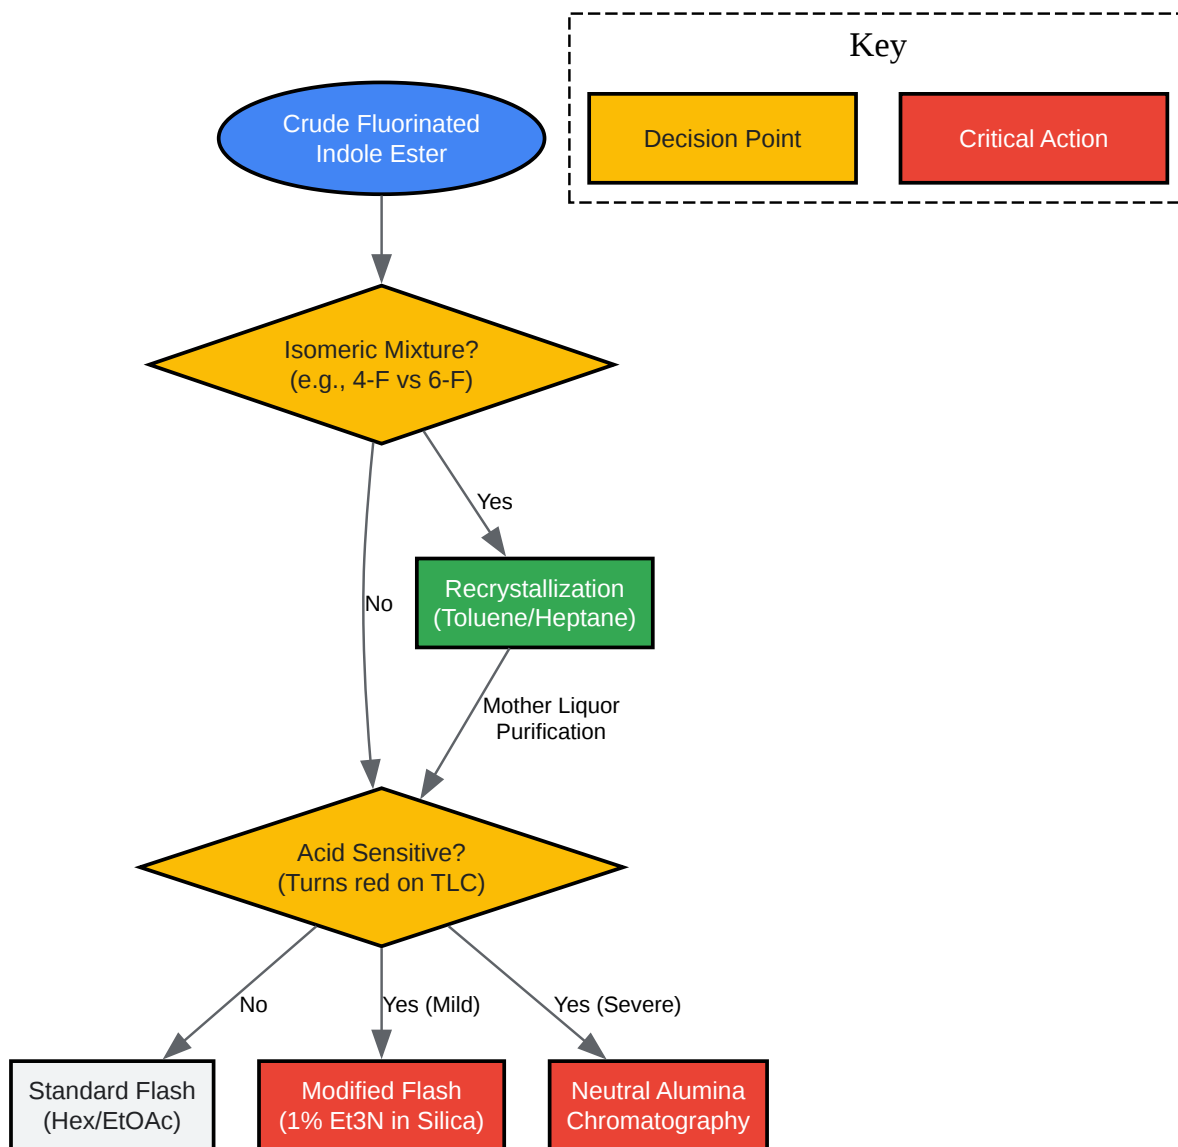 Key
Decision Point
Critical Action
Crude Fluorinated
Indole Ester
Isomeric Mixture?
(e.g., 4-F vs 6-F)
Yes
Recrystallization
(Toluene/Heptane)
No
Mother Liquor
Purification
Acid Sensitive?
(Turns red on TLC)
No
Yes (Mild)
Yes (Severe)
Standard Flash
(Hex/EtOAc)
Modified Flash
(1% Et3N in Silica)
Neutral Alumina
Chromatography